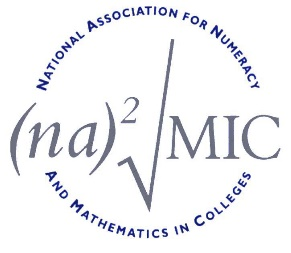 NATIONAL ASSOCIATION FOR NUMERACY
(na)² √MIC
AND MATHEMATICS IN COLLEGES